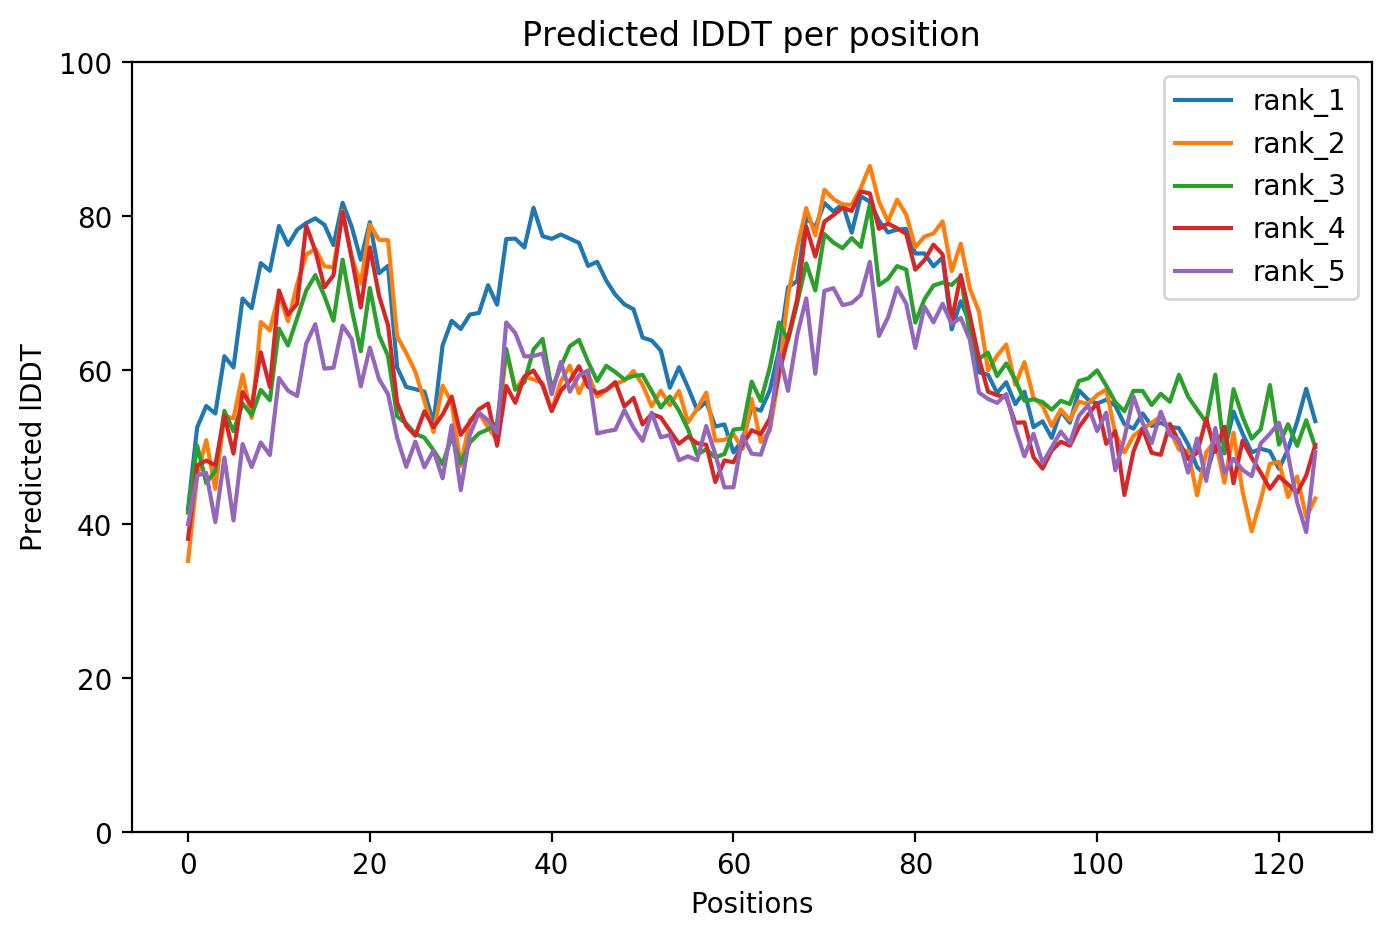 Predicted lDDT per position
100
80
60
40
20
0
Predicted lDDT
rank_1
rank_2
rank_3
rank_4
rank_5
0 20 40 60 80 100 120
Positions